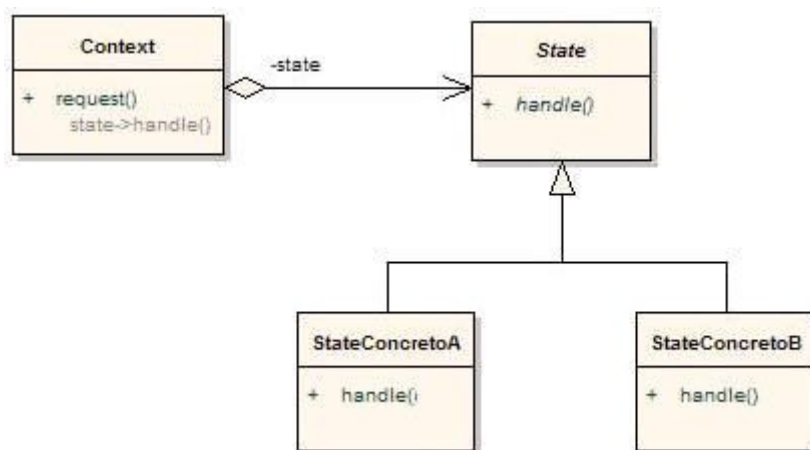 Context
+ request()
state->handle()
-state
State
+ handle()
StateConcretoA
+ handle()
StateConcretoB
+ handle()